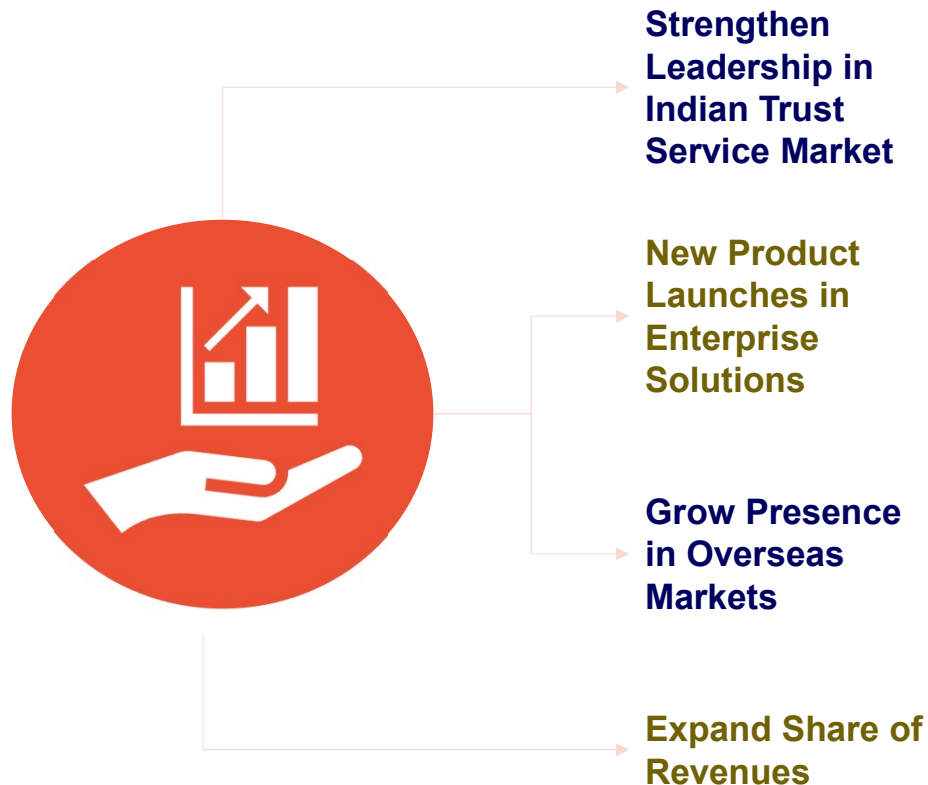 Strengthen
Leadership in
Indian Trust
Service Market
New Product
Launches in
Enterprise
Solutions
Grow Presence
in Overseas
Markets
Expand Share of
Revenues